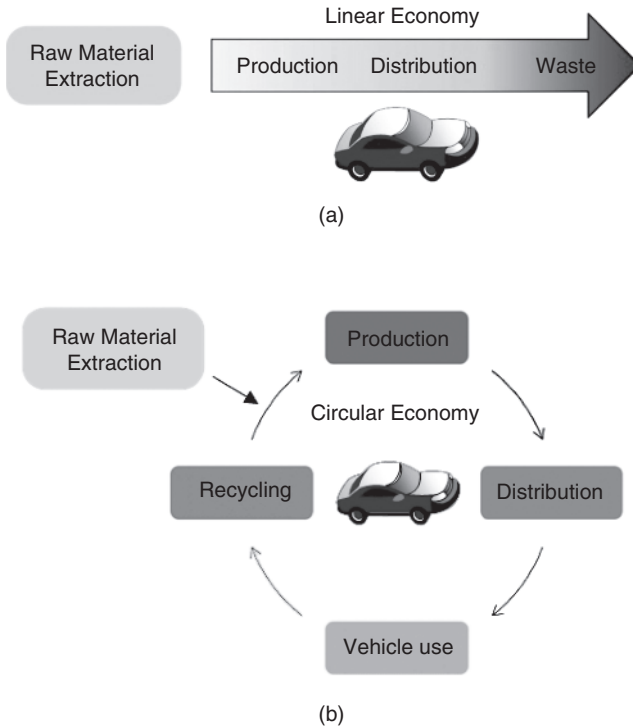 Linear Economy
Raw Material
Extraction
Production Distribution Waste
(a)
Raw Material
Extraction
Production
Circular Economy
Recycling
Distribution
Vehicle use
(b)